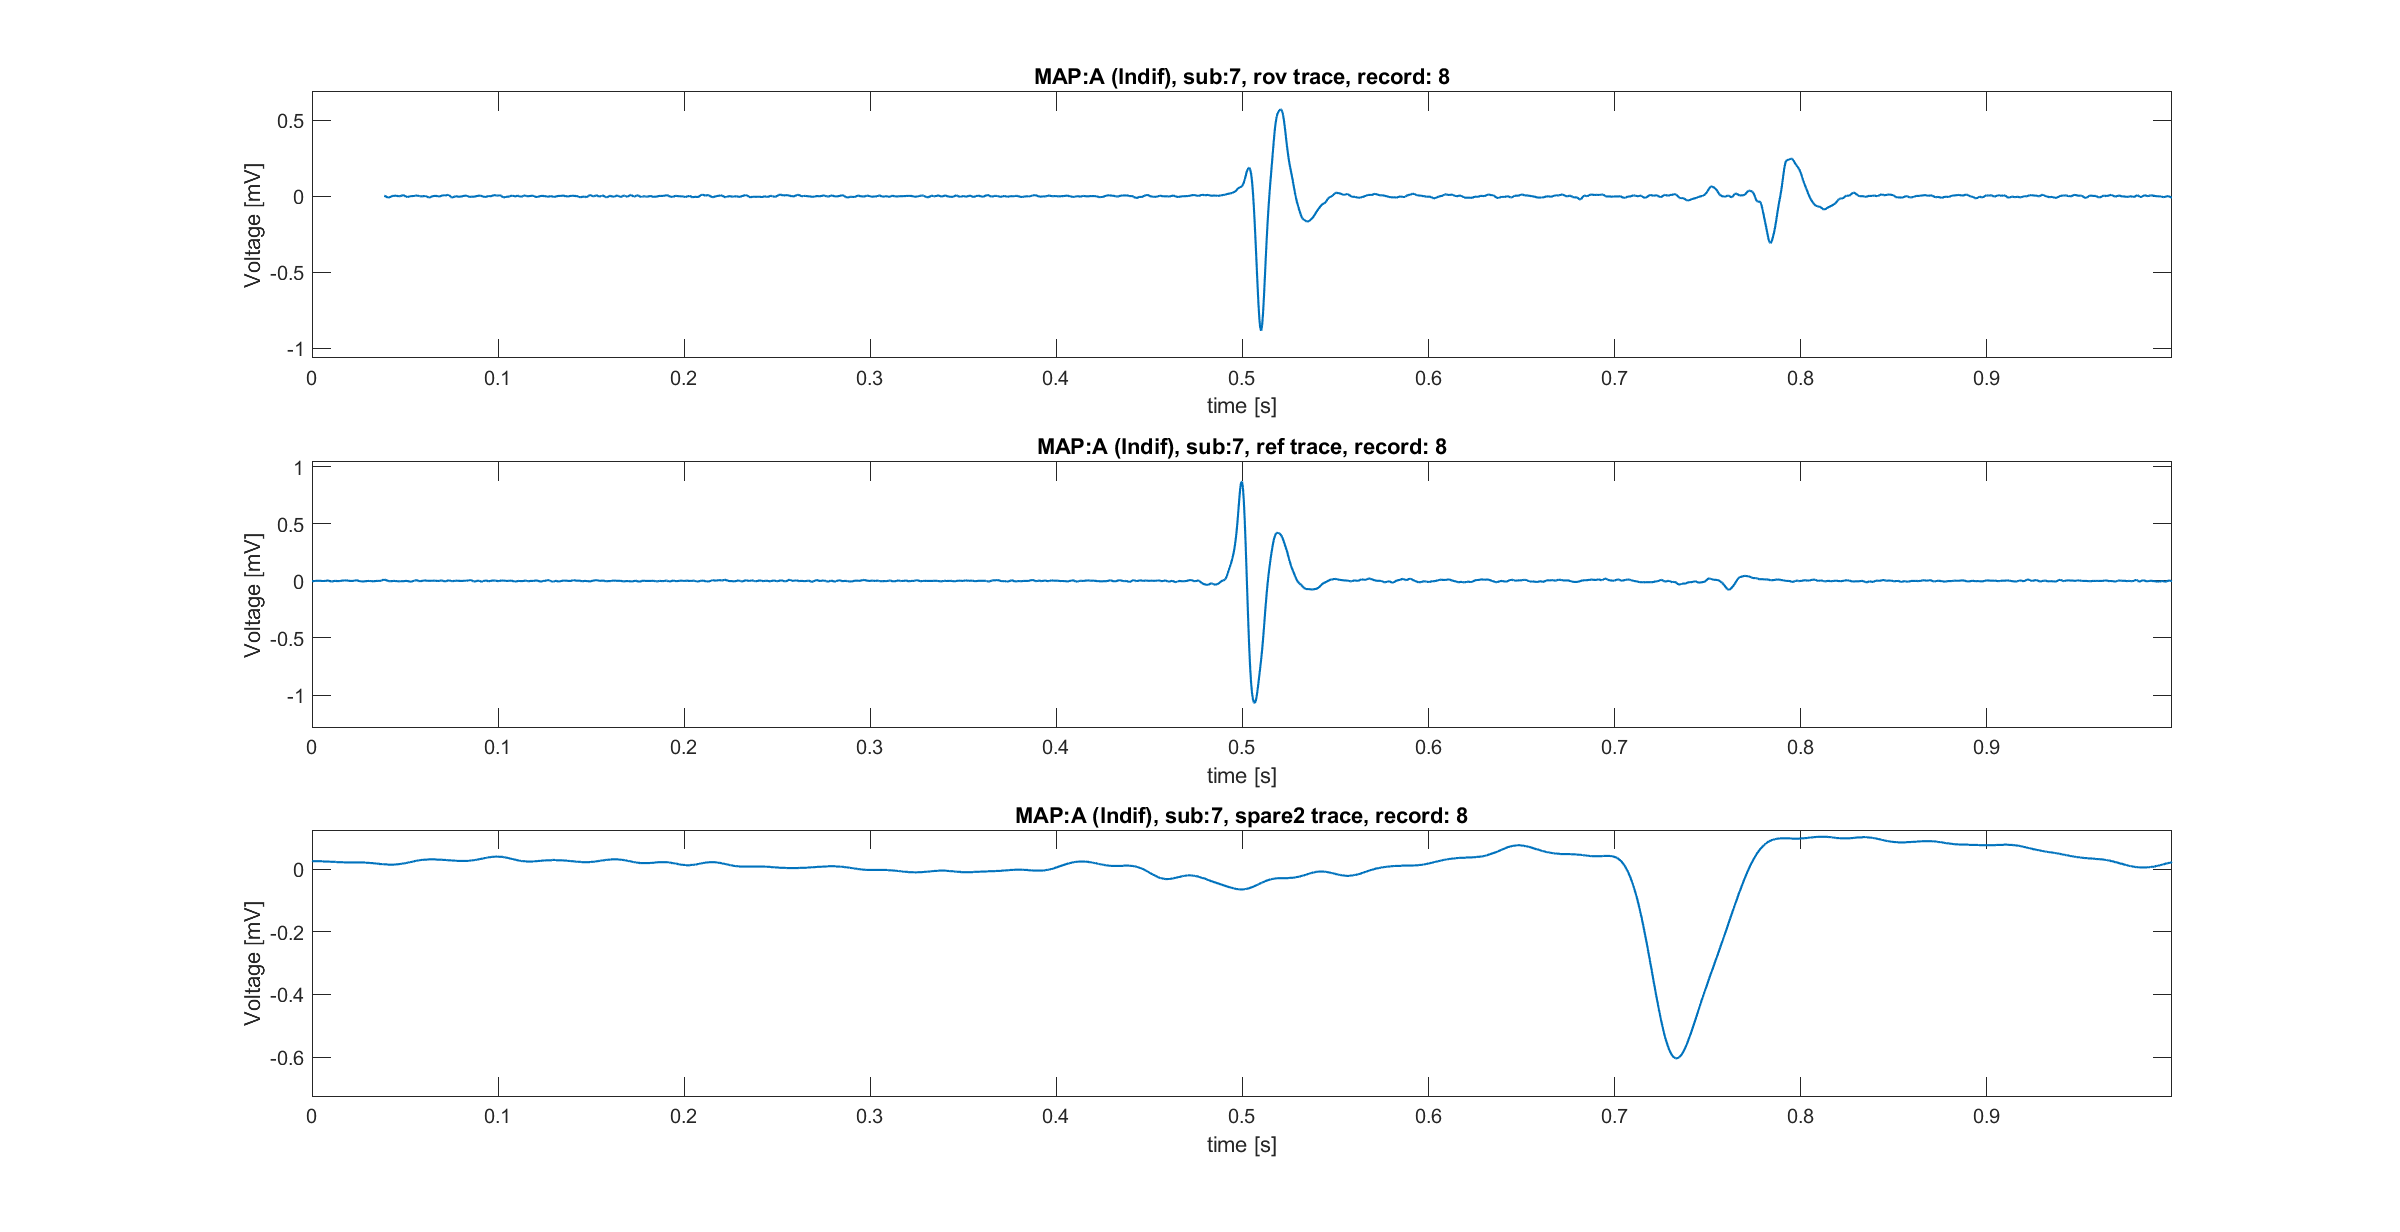 MAP:A (Indif), sub:7, rov trace, record: 8
Voltage [mV]
0.5
0
-0.5
-1
0 0.1 0.2 0.3 0.4 0.5 0.6 0.7 0.8 0.9
time [s]
MAP:A (Indif), sub:7, ref trace, record: 8
Voltage [mV]
1
0.5
0
-0.5
-1
0 0.1 0.2 0.3 0.4 0.5 0.6 0.7 0.8 0.9
time [s]
MAP:A (Indif), sub:7, spare2 trace, record: 8
Voltage [mV]
0
-0.2
-0.4
-0.6
0 0.1 0.2 0.3 0.4 0.5 0.6 0.7 0.8 0.9
time [s]